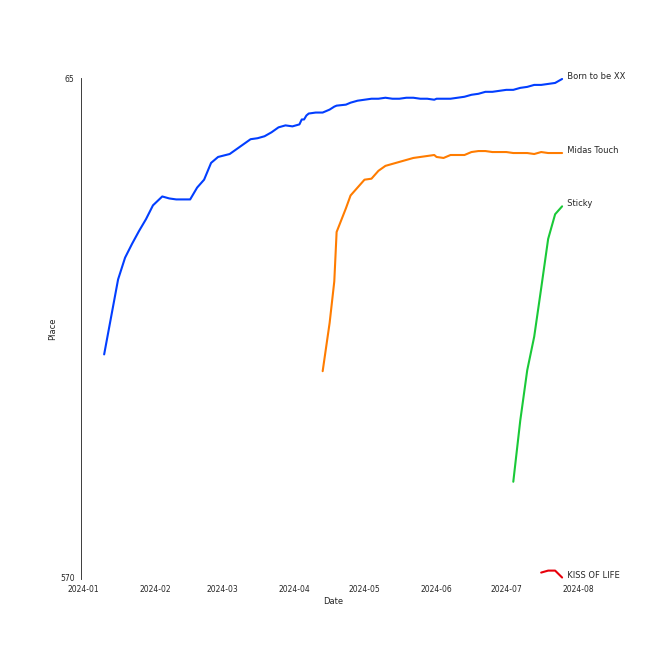 65
Born to be XX
Midas Touch
Sticky
Place
570
KISS OF LIFE
2024-01 2024-02 2024-03 2024-04 2024-05 2024-06 2024-07 2024-08
Date